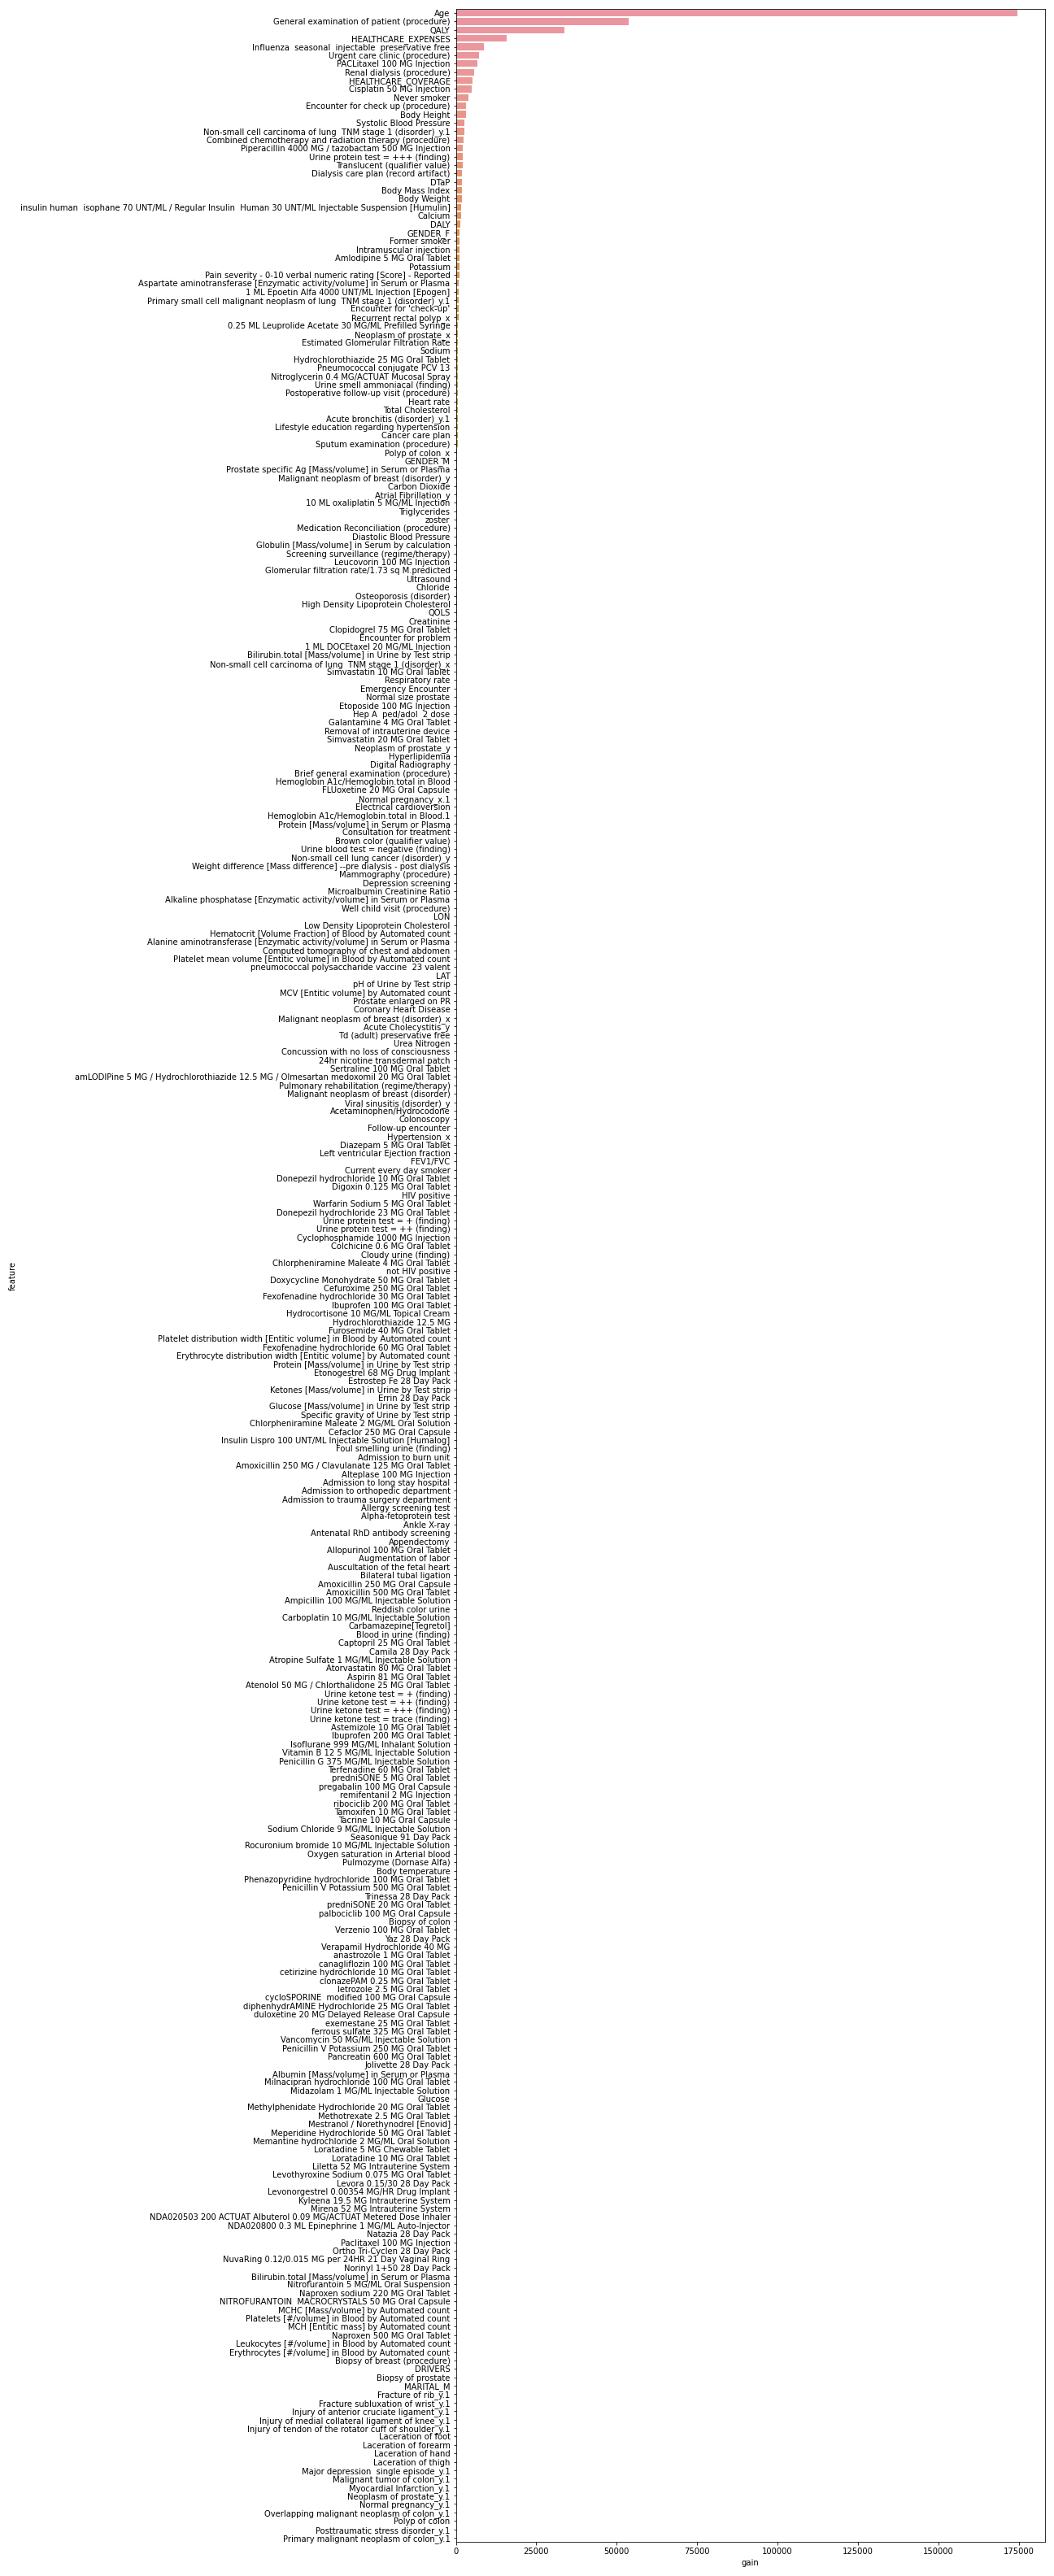 Age
General examination of patient (procedure)
QALY
HEALTHCARE_EXPENSES
Influenza  seasonal  injectable  preservative free
Urgent care clinic (procedure)
PACLitaxel 100 MG Injection
Renal dialysis (procedure)
HEALTHCARE_COVERAGE
Cisplatin 50 MG Injection
Never smoker
Encounter for check up (procedure)
Body Height
Systolic Blood Pressure
Non-small cell carcinoma of lung  TNM stage 1 (disorder)_y.1
Combined chemotherapy and radiation therapy (procedure)
Piperacillin 4000 MG / tazobactam 500 MG Injection
Urine protein test = +++ (finding)
Translucent (qualifier value)
Dialysis care plan (record artifact)
DTaP
Body Mass Index
Body Weight
insulin human  isophane 70 UNT/ML / Regular Insulin  Human 30 UNT/ML Injectable Suspension [Humulin]
Calcium
DALY
GENDER_F
Former smoker
Intramuscular injection
Amlodipine 5 MG Oral Tablet
Potassium
Pain severity - 0-10 verbal numeric rating [Score] - Reported
Aspartate aminotransferase [Enzymatic activity/volume] in Serum or Plasma
1 ML Epoetin Alfa 4000 UNT/ML Injection [Epogen]
Primary small cell malignant neoplasm of lung  TNM stage 1 (disorder)_y.1
Encounter for 'check-up'
Recurrent rectal polyp_x
0.25 ML Leuprolide Acetate 30 MG/ML Prefilled Syringe
Neoplasm of prostate_x
Estimated Glomerular Filtration Rate
Sodium
Hydrochlorothiazide 25 MG Oral Tablet
Pneumococcal conjugate PCV 13
Nitroglycerin 0.4 MG/ACTUAT Mucosal Spray
Urine smell ammoniacal (finding)
Postoperative follow-up visit (procedure)
Heart rate
Total Cholesterol
Acute bronchitis (disorder)_y.1
Lifestyle education regarding hypertension
Cancer care plan
Sputum examination (procedure)
Polyp of colon_x
GENDER_M
Prostate specific Ag [Mass/volume] in Serum or Plasma
Malignant neoplasm of breast (disorder)_y
Carbon Dioxide
Atrial Fibrillation_y
10 ML oxaliplatin 5 MG/ML Injection
Triglycerides
zoster
Medication Reconciliation (procedure)
Diastolic Blood Pressure
Globulin [Mass/volume] in Serum by calculation
Screening surveillance (regime/therapy)
Leucovorin 100 MG Injection
Glomerular filtration rate/1.73 sq M.predicted
Ultrasound
Chloride
Osteoporosis (disorder)
High Density Lipoprotein Cholesterol
QOLS
Creatinine
Clopidogrel 75 MG Oral Tablet
Encounter for problem
1 ML DOCEtaxel 20 MG/ML Injection
Bilirubin.total [Mass/volume] in Urine by Test strip
Non-small cell carcinoma of lung  TNM stage 1 (disorder)_x
Simvastatin 10 MG Oral Tablet
Respiratory rate
Emergency Encounter
Normal size prostate
Etoposide 100 MG Injection
Hep A  ped/adol  2 dose
Galantamine 4 MG Oral Tablet
Removal of intrauterine device
Simvastatin 20 MG Oral Tablet
Neoplasm of prostate_y
Hyperlipidemia
Digital Radiography
Brief general examination (procedure)
Hemoglobin A1c/Hemoglobin.total in Blood
FLUoxetine 20 MG Oral Capsule
Normal pregnancy_x.1
Electrical cardioversion
Hemoglobin A1c/Hemoglobin.total in Blood.1
Protein [Mass/volume] in Serum or Plasma
Consultation for treatment
Brown color (qualifier value)
Urine blood test = negative (finding)
Non-small cell lung cancer (disorder)_y
Weight difference [Mass difference] --pre dialysis - post dialysis
Mammography (procedure)
Depression screening
Microalbumin Creatinine Ratio
Alkaline phosphatase [Enzymatic activity/volume] in Serum or Plasma
Well child visit (procedure)
LON
Low Density Lipoprotein Cholesterol
Hematocrit [Volume Fraction] of Blood by Automated count
Alanine aminotransferase [Enzymatic activity/volume] in Serum or Plasma
Computed tomography of chest and abdomen
Platelet mean volume [Entitic volume] in Blood by Automated count
pneumococcal polysaccharide vaccine  23 valent
LAT
pH of Urine by Test strip
MCV [Entitic volume] by Automated count
Prostate enlarged on PR
Coronary Heart Disease
Malignant neoplasm of breast (disorder)_x
Acute Cholecystitis_y
Td (adult) preservative free
Urea Nitrogen
Concussion with no loss of consciousness
24hr nicotine transdermal patch
Sertraline 100 MG Oral Tablet
amLODIPine 5 MG / Hydrochlorothiazide 12.5 MG / Olmesartan medoxomil 20 MG Oral Tablet
Pulmonary rehabilitation (regime/therapy)
Malignant neoplasm of breast (disorder)
Viral sinusitis (disorder)_y
Acetaminophen/Hydrocodone
Colonoscopy
Follow-up encounter
Hypertension_x
Diazepam 5 MG Oral Tablet
Left ventricular Ejection fraction
FEV1/FVC
Current every day smoker
Donepezil hydrochloride 10 MG Oral Tablet
Digoxin 0.125 MG Oral Tablet
HIV positive
Warfarin Sodium 5 MG Oral Tablet
Donepezil hydrochloride 23 MG Oral Tablet
Urine protein test = + (finding)
Urine protein test = ++ (finding)
Cyclophosphamide 1000 MG Injection
Colchicine 0.6 MG Oral Tablet
Cloudy urine (finding)
Chlorpheniramine Maleate 4 MG Oral Tablet
not HIV positive
Doxycycline Monohydrate 50 MG Oral Tablet
Cefuroxime 250 MG Oral Tablet
Fexofenadine hydrochloride 30 MG Oral Tablet
Ibuprofen 100 MG Oral Tablet
Hydrocortisone 10 MG/ML Topical Cream
Hydrochlorothiazide 12.5 MG
Furosemide 40 MG Oral Tablet
Platelet distribution width [Entitic volume] in Blood by Automated count
Fexofenadine hydrochloride 60 MG Oral Tablet
Erythrocyte distribution width [Entitic volume] by Automated count
Protein [Mass/volume] in Urine by Test strip
Etonogestrel 68 MG Drug Implant
Estrostep Fe 28 Day Pack
Ketones [Mass/volume] in Urine by Test strip
Errin 28 Day Pack
Glucose [Mass/volume] in Urine by Test strip
Specific gravity of Urine by Test strip
Chlorpheniramine Maleate 2 MG/ML Oral Solution
Cefaclor 250 MG Oral Capsule
Insulin Lispro 100 UNT/ML Injectable Solution [Humalog]
Foul smelling urine (finding)
Admission to burn unit
Amoxicillin 250 MG / Clavulanate 125 MG Oral Tablet
Alteplase 100 MG Injection
Admission to long stay hospital
Admission to orthopedic department
Admission to trauma surgery department
Allergy screening test
Alpha-fetoprotein test
Ankle X-ray
Antenatal RhD antibody screening
Appendectomy
Allopurinol 100 MG Oral Tablet
Augmentation of labor
Auscultation of the fetal heart
Bilateral tubal ligation
Amoxicillin 250 MG Oral Capsule
Amoxicillin 500 MG Oral Tablet
Ampicillin 100 MG/ML Injectable Solution
Reddish color urine
Carboplatin 10 MG/ML Injectable Solution
Carbamazepine[Tegretol]
Blood in urine (finding)
Captopril 25 MG Oral Tablet
Camila 28 Day Pack
Atropine Sulfate 1 MG/ML Injectable Solution
Atorvastatin 80 MG Oral Tablet
Aspirin 81 MG Oral Tablet
Atenolol 50 MG / Chlorthalidone 25 MG Oral Tablet
Urine ketone test = + (finding)
Urine ketone test = ++ (finding)
Urine ketone test = +++ (finding)
Urine ketone test = trace (finding)
Astemizole 10 MG Oral Tablet
Ibuprofen 200 MG Oral Tablet
Isoflurane 999 MG/ML Inhalant Solution
Vitamin B 12 5 MG/ML Injectable Solution
Penicillin G 375 MG/ML Injectable Solution
Terfenadine 60 MG Oral Tablet
predniSONE 5 MG Oral Tablet
pregabalin 100 MG Oral Capsule
remifentanil 2 MG Injection
ribociclib 200 MG Oral Tablet
Tamoxifen 10 MG Oral Tablet
Tacrine 10 MG Oral Capsule
Sodium Chloride 9 MG/ML Injectable Solution
Seasonique 91 Day Pack
Rocuronium bromide 10 MG/ML Injectable Solution
Oxygen saturation in Arterial blood
Pulmozyme (Dornase Alfa)
Body temperature
Phenazopyridine hydrochloride 100 MG Oral Tablet
Penicillin V Potassium 500 MG Oral Tablet
Trinessa 28 Day Pack
predniSONE 20 MG Oral Tablet
palbociclib 100 MG Oral Capsule
Biopsy of colon
Verzenio 100 MG Oral Tablet
Yaz 28 Day Pack
Verapamil Hydrochloride 40 MG
anastrozole 1 MG Oral Tablet
canagliflozin 100 MG Oral Tablet
cetirizine hydrochloride 10 MG Oral Tablet
clonazePAM 0.25 MG Oral Tablet
letrozole 2.5 MG Oral Tablet
cycloSPORINE  modified 100 MG Oral Capsule
diphenhydrAMINE Hydrochloride 25 MG Oral Tablet
duloxetine 20 MG Delayed Release Oral Capsule
exemestane 25 MG Oral Tablet
ferrous sulfate 325 MG Oral Tablet
Vancomycin 50 MG/ML Injectable Solution
Penicillin V Potassium 250 MG Oral Tablet
Pancreatin 600 MG Oral Tablet
Jolivette 28 Day Pack
Albumin [Mass/volume] in Serum or Plasma
Milnacipran hydrochloride 100 MG Oral Tablet
Midazolam 1 MG/ML Injectable Solution
Glucose
Methylphenidate Hydrochloride 20 MG Oral Tablet
Methotrexate 2.5 MG Oral Tablet
Mestranol / Norethynodrel [Enovid]
Meperidine Hydrochloride 50 MG Oral Tablet
Memantine hydrochloride 2 MG/ML Oral Solution
Loratadine 5 MG Chewable Tablet
Loratadine 10 MG Oral Tablet
Liletta 52 MG Intrauterine System
Levothyroxine Sodium 0.075 MG Oral Tablet
Levora 0.15/30 28 Day Pack
Levonorgestrel 0.00354 MG/HR Drug Implant
Kyleena 19.5 MG Intrauterine System
Mirena 52 MG Intrauterine System
NDA020503 200 ACTUAT Albuterol 0.09 MG/ACTUAT Metered Dose Inhaler
NDA020800 0.3 ML Epinephrine 1 MG/ML Auto-Injector
Natazia 28 Day Pack
Paclitaxel 100 MG Injection
Ortho Tri-Cyclen 28 Day Pack
NuvaRing 0.12/0.015 MG per 24HR 21 Day Vaginal Ring
Norinyl 1+50 28 Day Pack
Bilirubin.total [Mass/volume] in Serum or Plasma
Nitrofurantoin 5 MG/ML Oral Suspension
Naproxen sodium 220 MG Oral Tablet
NITROFURANTOIN  MACROCRYSTALS 50 MG Oral Capsule
MCHC [Mass/volume] by Automated count
Platelets [#/volume] in Blood by Automated count
MCH [Entitic mass] by Automated count
Naproxen 500 MG Oral Tablet
Leukocytes [#/volume] in Blood by Automated count
Erythrocytes [#/volume] in Blood by Automated count
Biopsy of breast (procedure)
DRIVERS
Biopsy of prostate
MARITAL_M
Fracture of rib_y.1
Fracture subluxation of wrist_y.1
Injury of anterior cruciate ligament_y.1
Injury of medial collateral ligament of knee_y.1
Injury of tendon of the rotator cuff of shoulder_y.1
Laceration of foot
Laceration of forearm
Laceration of hand
Laceration of thigh
Major depression  single episode_y.1
Malignant tumor of colon_y.1
Myocardial Infarction_y.1
Neoplasm of prostate_y.1
Normal pregnancy_y.1
Overlapping malignant neoplasm of colon_y.1
Polyp of colon
Posttraumatic stress disorder_y.1
Primary malignant neoplasm of colon_y.1
feature
0 25000 50000 75000 100000 125000 150000 175000
gain